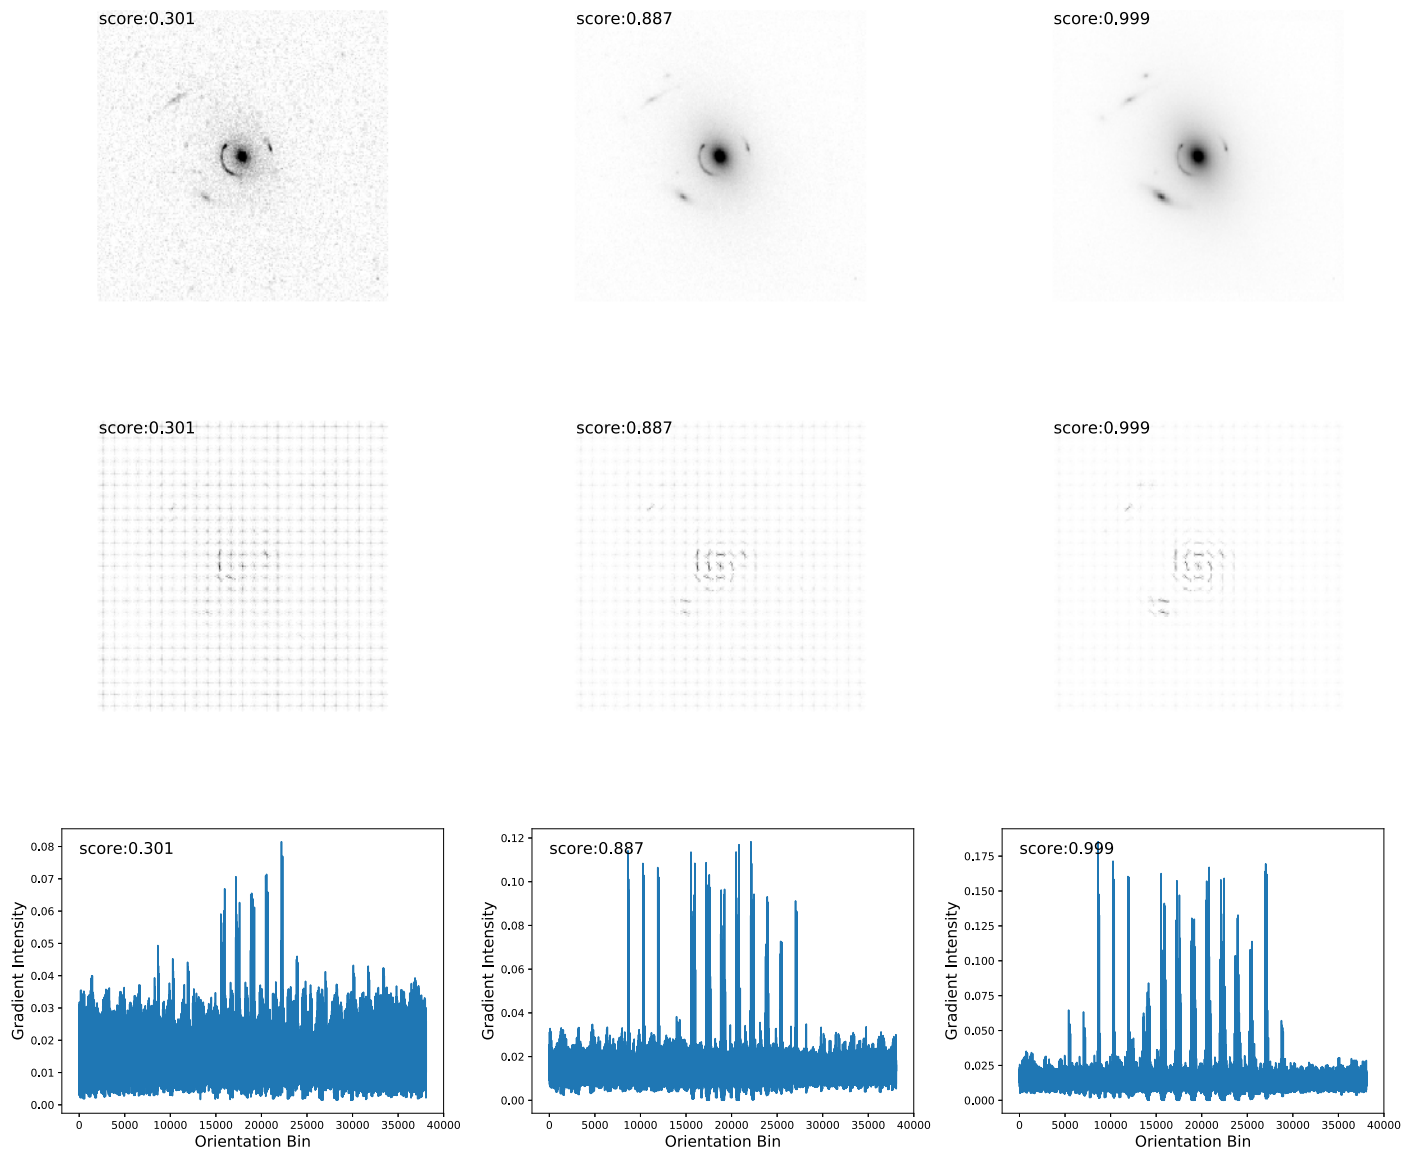 score:0.301 score:0.887 score:0.999
score:0.301 score:0.887 score:0.999
score:0.301
Gradient Intensity
0.08
0.07
0.06
0.05
0.04
0.03
0.02
0.01
0.00
0 5000 10000 15000 20000 25000 30000 35000 40000
Orientation Bin
score:0.887
Gradient Intensity
0.12
0.10
0.08
0.06
0.04
0.02
0.00
0 5000 10000 15000 20000 25000 30000 35000 40000
Orientation Bin
score:0.999
Gradient Intensity
0.175
0.150
0.125
0.100
0.075
0.050
0.025
0.000
0 5000 10000 15000 20000 25000 30000 35000 40000
Orientation Bin